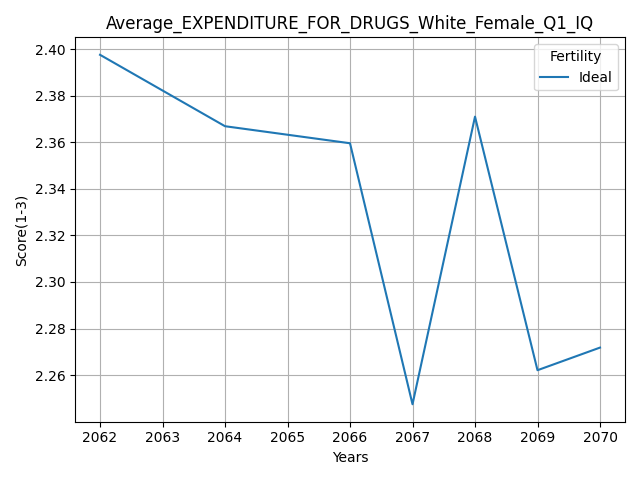 Average_EXPENDITURE_FOR_DRUGS_White_Female_Q1_IQ
Fertility
Ideal
Score(1-3)
2.40
2.38
2.36
2.34
2.32
2.30
2.28
2.26
2062 2063 2064 2065 2066 2067 2068 2069 2070
Years